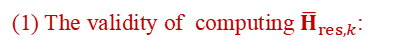 (1) The validity of computing H̅res,k: